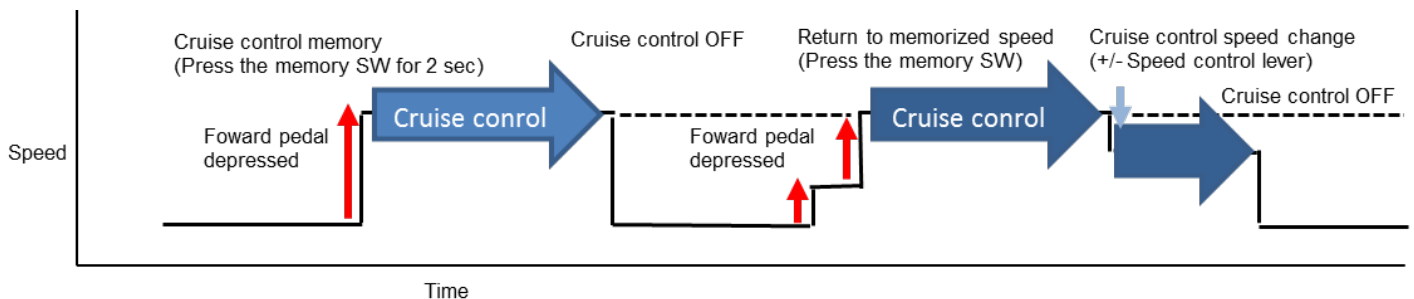 Cruise control memory
(Press the memory SW for 2 sec)
Cruise control OFF
Return to memorized speed
(Press the memory SW)
Cruise control speed change
(+/- Speed control lever)
Cruise control OFF
Cruise conrol
Cruise conrol
Foward pedal
depressed
Foward pedal
depressed
Speed
Time